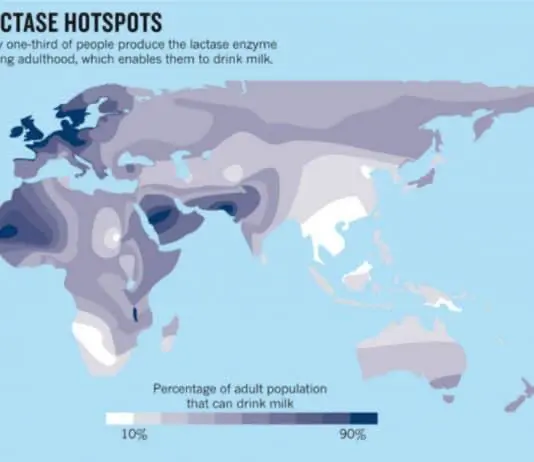 CTASE HOTSPOTS
y one-third of people produce the lactase enzyme
ng adulthood, which enables them to drink milk.
Percentage of adult population
that can drink milk
10% 90%